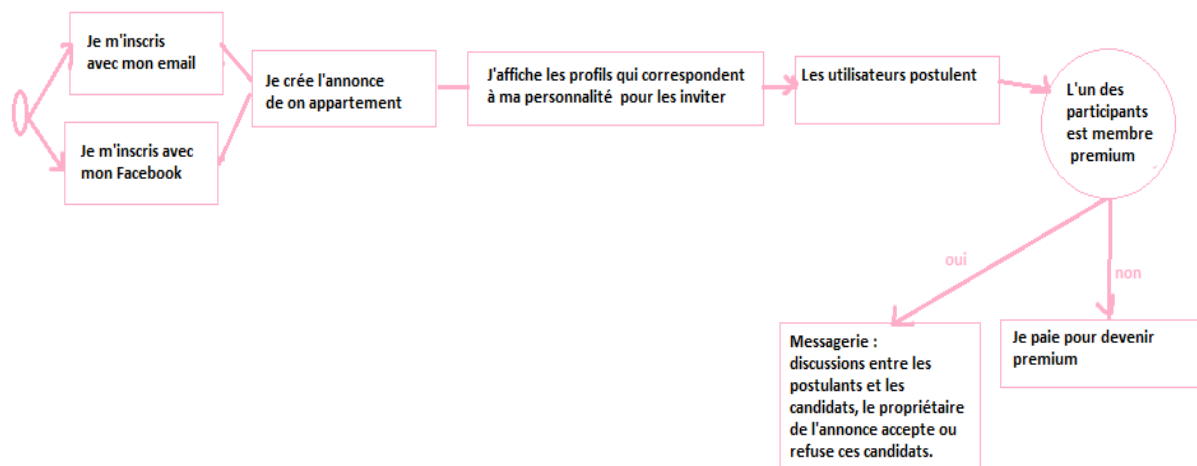 Je m'inscris
avec mon email
Je m'inscris avec
mon Facebook
Je crée l'annonce
de on appartement
J'affiche les profils qui correspondent
à ma personnalité pour les inviter
Les utilisateurs postulent
L'un des
participants
est membre
premium
oui
non
Messagerie :
discussions entre les
postulants et les
candidats, le propriétaire
de l'annonce accepte ou
refuse ces candidats.
Je paie pour devenir
premium